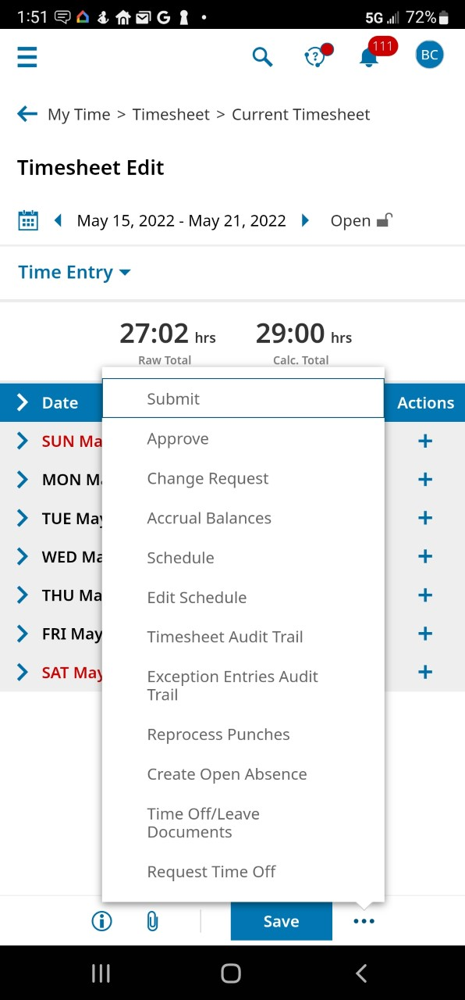 1:51 G 5G 72%
111 BC
My Time > Timesheet > Current Timesheet
Timesheet Edit
May 15, 2022 - May 21, 2022 Open
Time Entry
27:02 hrs 29:00 hrs
Raw Total Calc. Total
Date Actions
Submit
SUN Ma +
Approve
MON Ma +
Change Request
TUE May +
Accrual Balances
WED Ma +
Schedule
THU Ma +
Edit Schedule
FRI May +
Timesheet Audit Trail
SAT May +
Exception Entries Audit
Trail
Reprocess Punches
Create Open Absence
Time Off/Leave
Documents
Request Time Off
Save